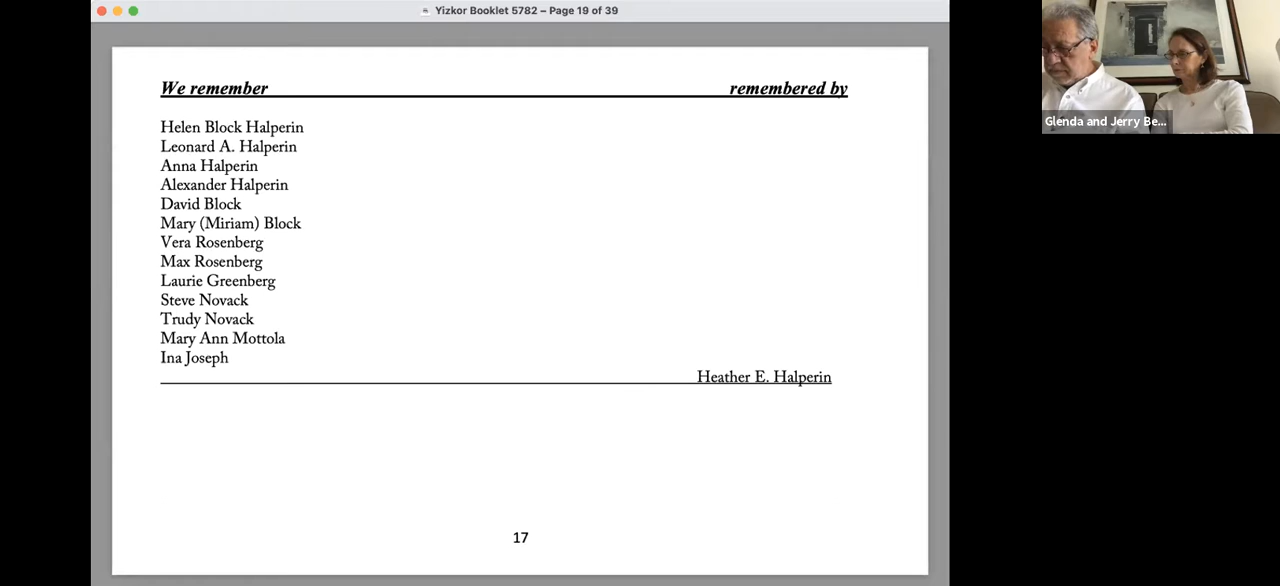 Yizkor Booklet 5782 – Page 19 of 39
We remember remembered by
Helen Block Halperin
Leonard A. Halperin
Anna Halperin
Alexander Halperin
David Block
Mary (Miriam) Block
Vera Rosenberg
Max Rosenberg
Laurie Greenberg
Steve Novack
Trudy Novack
Mary Ann Mottola
Ina Joseph
Heather E. Halperin
17
Glenda and Jerry Be...